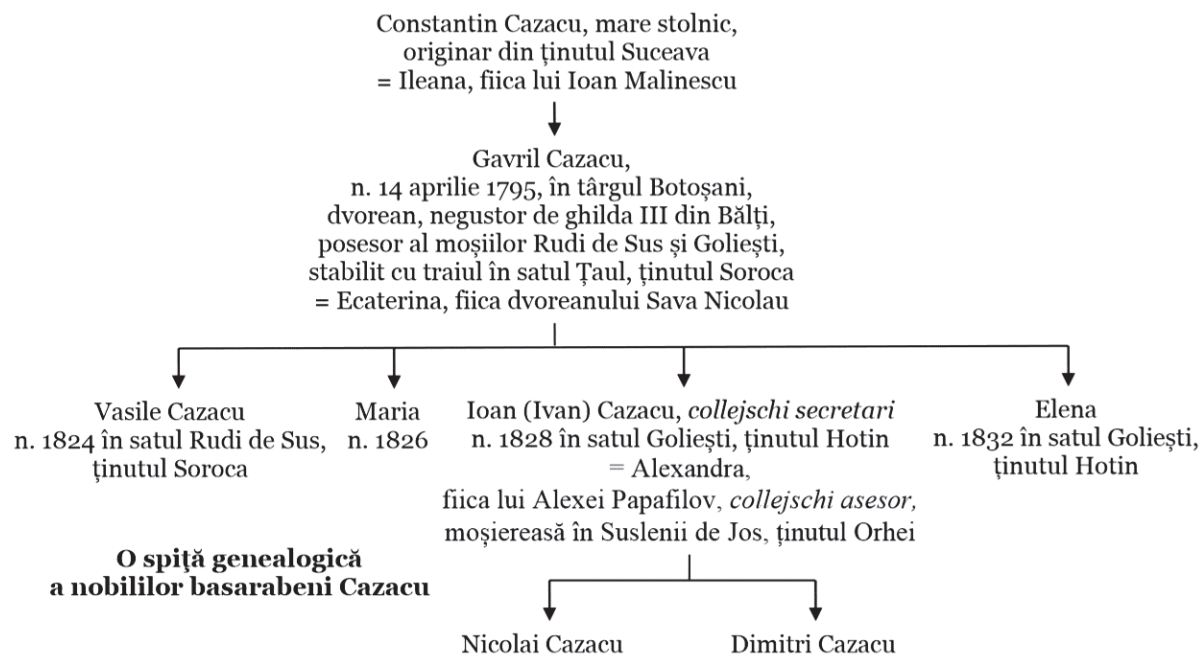 Constantin Cazacu, mare stolnic,
originar din ținutul Suceava
= Ileana, fiica lui Ioan Malinescu
Gavril Cazacu,
n. 14 aprilie 1795, în târgul Botoșani,
dvorean, negustor de ghilda III din Bălți,
posesor al moșiilor Rudi de Sus și Goliești,
stabilit cu traiul în satul Țaul, ținutul Soroca
= Ecaterina, fiica dvoreanului Sava Nicolau
Vasile Cazacu
n. 1824 în satul Rudi de Sus,
ținutul Soroca
Maria
n. 1826
Ioan (Ivan) Cazacu, collejschi secretari
n. 1828 în satul Goliești, ținutul Hotin
= Alexandra,
fiica lui Alexei Papafilov, collejschi asesor,
moșierească în Suslenii de Jos, ținutul Orhei
Elena
n. 1832 în satul Goliești,
ținutul Hotin
O spiţă genealogică
a nobililor basarabeni Cazacu
Nicolai Cazacu
Dimitri Cazacu